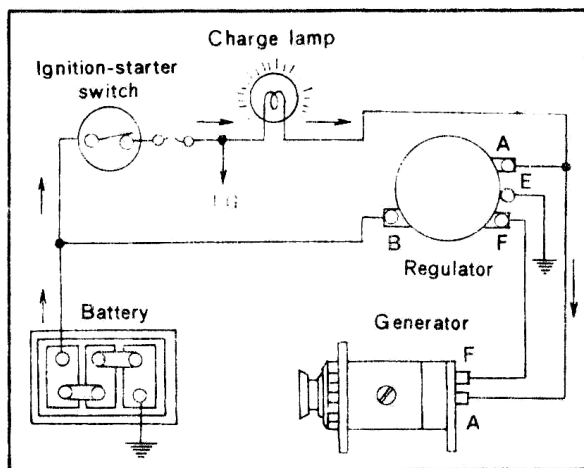 Charge lamp
Ignition-starter
switch
A
E
B
F
Regulator
Battery
Generator
F
A